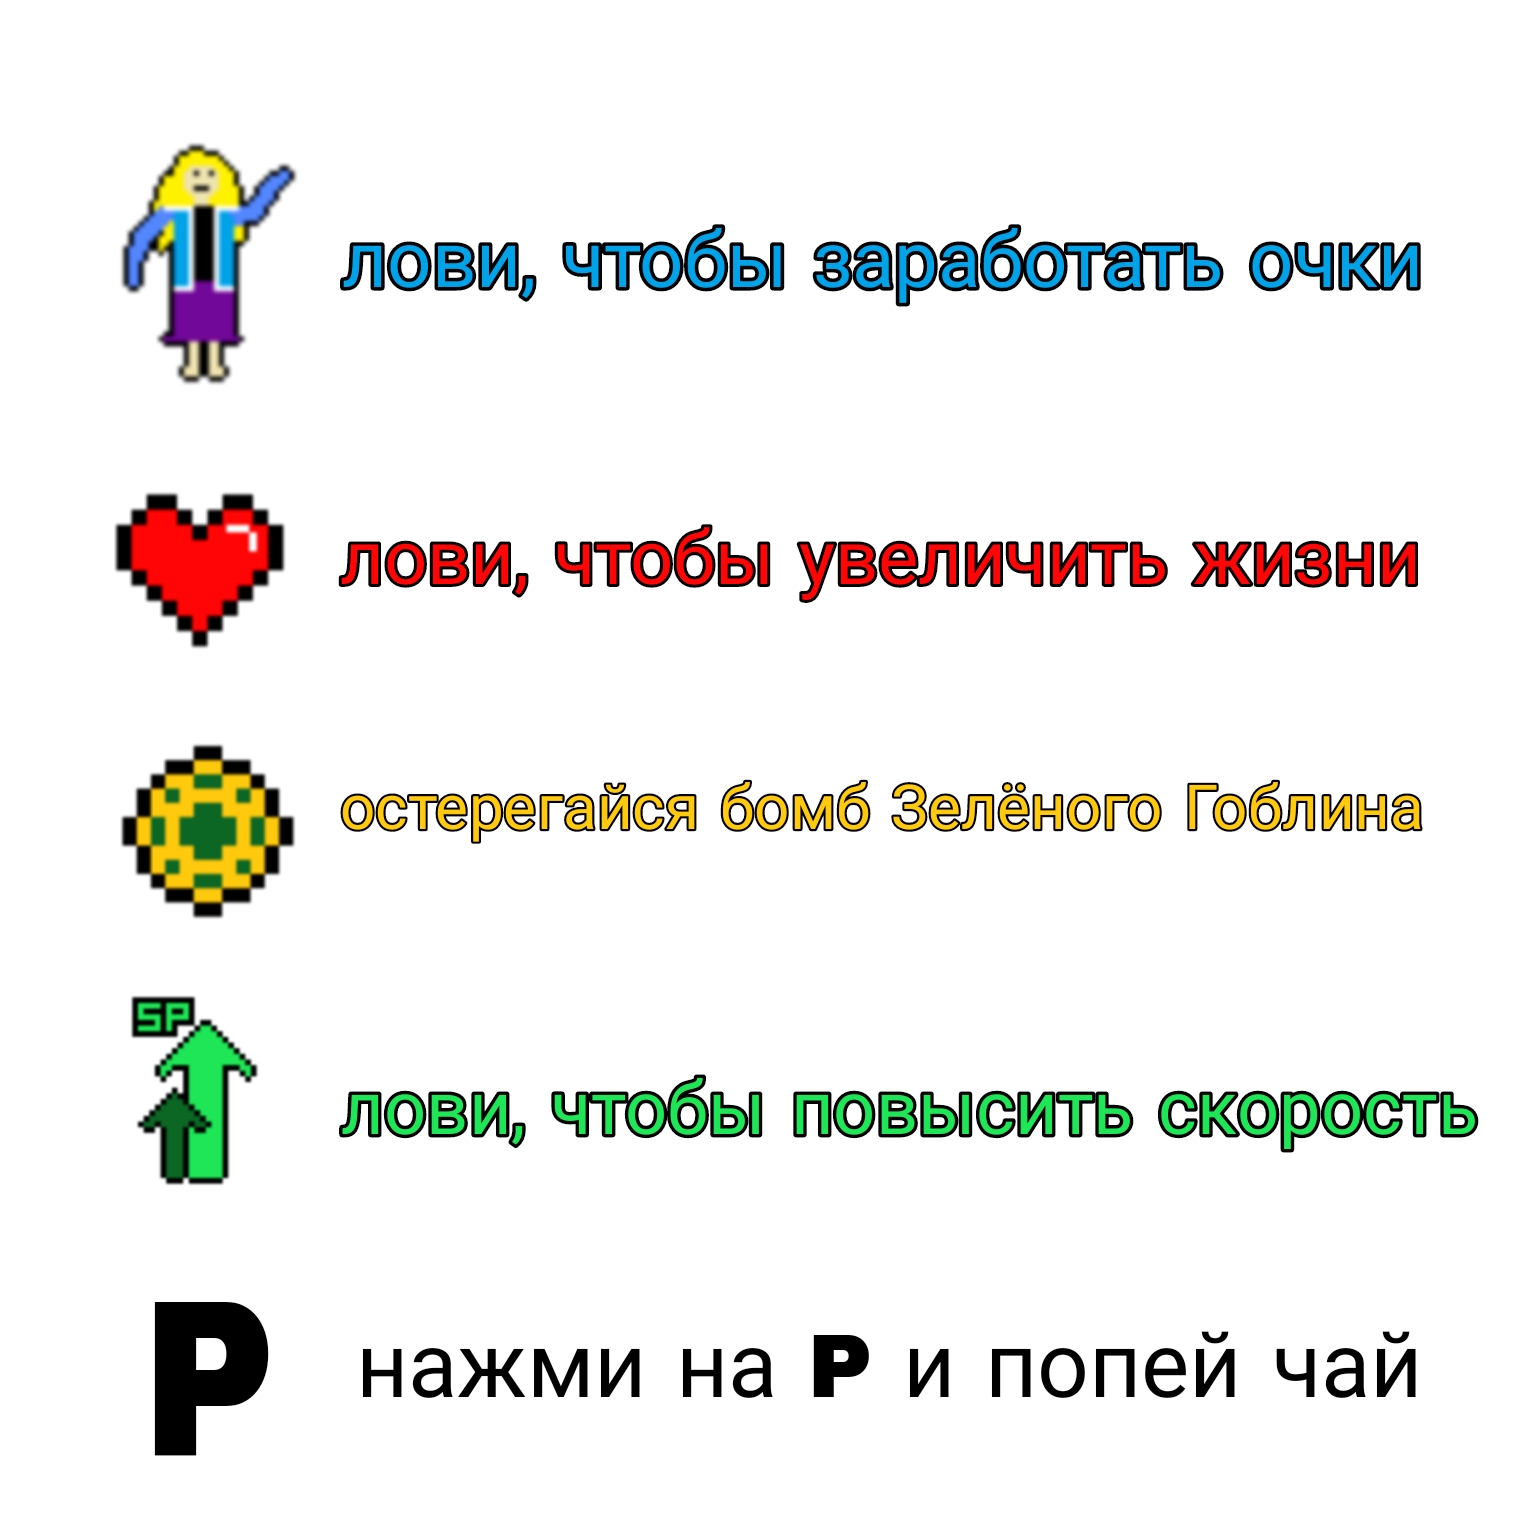 лови, чтобы заработать очки
лови, чтобы увеличить жизни
остерегайся бомб Зелёного Гоблина
SP
лови, чтобы повысить скорость
P
нажми на P и попей чай